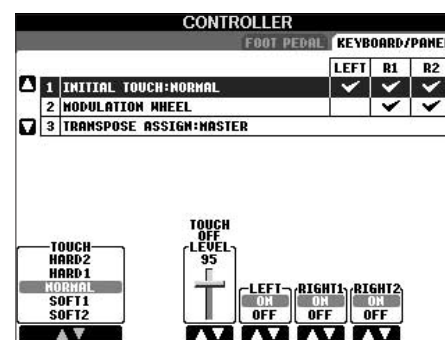 CONTROLLER
FOOT PEDAL KEYBOARD/PANE
LEFT R1 R2
1 INITIAL TOUCH:NORMAL
2 MODULATION WHEEL
3 TRANSPOSE ASSIGN:MASTER
TOUCH
HARD2
HARD1
NORMAL
SOFT1
SOFT2
TOUCH
OFF
LEVEL
95
LEFT RIGHT1 RIGHT2
ON ON ON
OFF OFF OFF